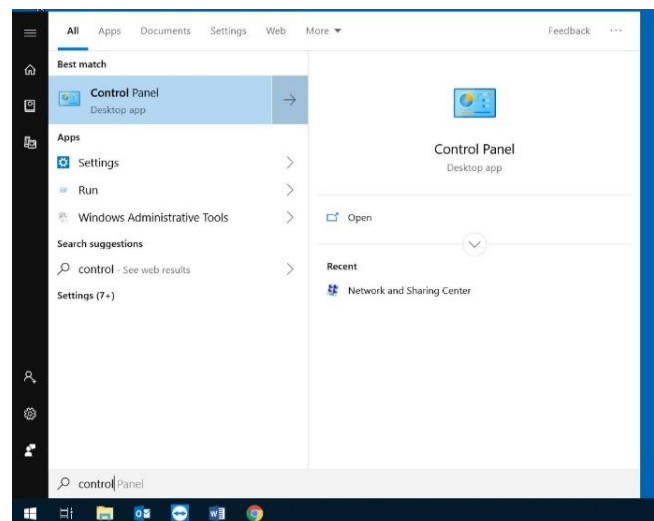 All Apps Documents Settings Web More Feedback ...
Best match
Control Panel
Desktop app
Apps
Settings
Run
Windows Administrative Tools
Search suggestions
control - See web results
Settings (7+)
Control Panel
Desktop app
Open
Recent
Network and Sharing Center
control Panel